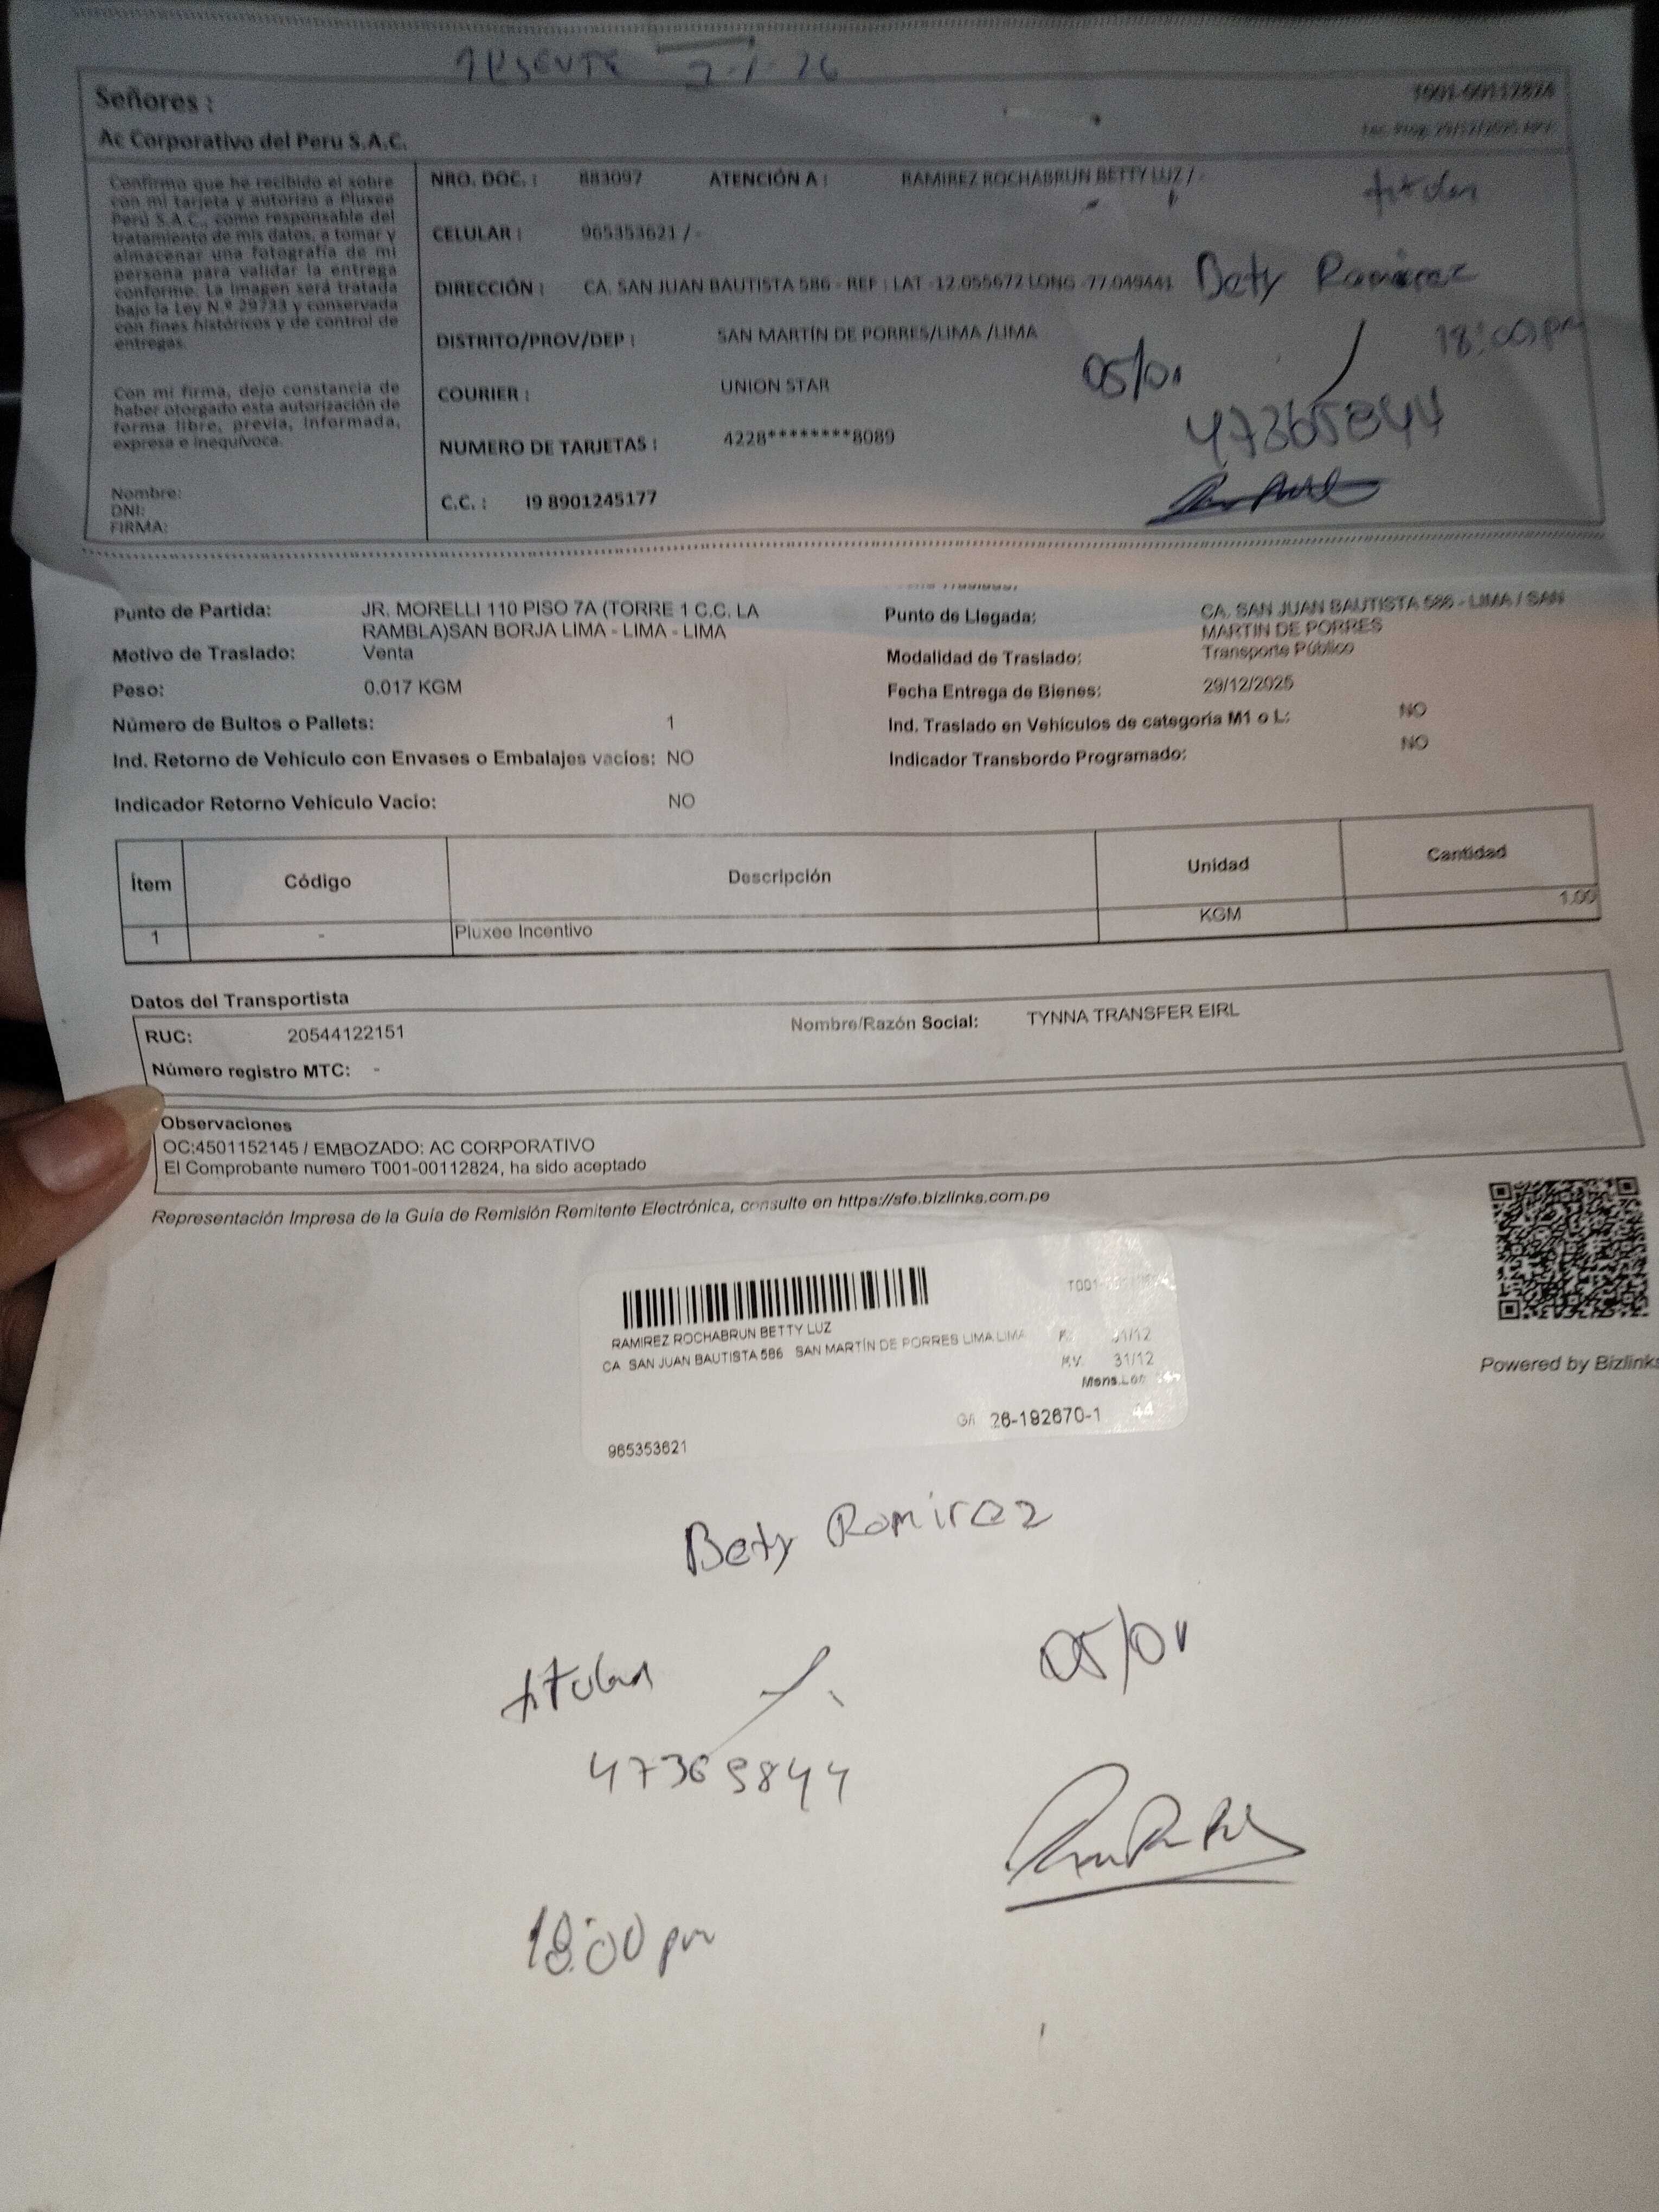 AUSENTE 2-1-26
Señores :
Ac Corporativo del Peru S.A.C.
T001-00112824
Confirmo que he recibido el sobre
con mi tarjeta y autorizo a Pluxee
Perú S.A.C., como responsable del
tratamiento de mis datos, a tomar y
almacenar una fotografía de mi
persona para validar la entrega
conforme. La imagen será tratada
bajo la Ley N.° 29733 y conservada
con fines históricos y de control de
entregas.
Con mi firma, dejo constancia de
haber otorgado esta autorización de
forma libre, previa, informada,
expresa e inequívoca.
Nombre:
DNI:
FIRMA:
NRO. DOC. : 883097 ATENCIÓN A : RAMIREZ ROCHABRUN BETTY LUZ / -
titular
CELULAR : 965353621 / -
DIRECCIÓN : CA. SAN JUAN BAUTISTA 586 - REF : LAT -12.055672 LONG -77.049441
Bety Ramirez
DISTRITO/PROV/DEP : SAN MARTÍN DE PORRES/LIMA /LIMA
18:00pm
05/01
COURIER : UNION STAR
47365844
NUMERO DE TARJETAS : 4228********8089
C.C. : I9 8901245177
Punto de Partida: JR. MORELLI 110 PISO 7A (TORRE 1 C.C. LA
RAMBLA)SAN BORJA LIMA - LIMA - LIMA
Punto de Llegada: CA. SAN JUAN BAUTISTA 586 - LIMA / SAN
MARTIN DE PORRES
Motivo de Traslado: Venta
Modalidad de Traslado: Transporte Público
Peso: 0.017 KGM
Fecha Entrega de Bienes: 29/12/2025
Número de Bultos o Pallets: 1
Ind. Traslado en Vehículos de categoría M1 o L: NO
Ind. Retorno de Vehículo con Envases o Embalajes vacíos: NO
Indicador Transbordo Programado: NO
Indicador Retorno Vehículo Vacío: NO
Ítem Código Descripción Unidad Cantidad
1 - Pluxee Incentivo KGM 1.00
Datos del Transportista
RUC: 20544122151 Nombre/Razón Social: TYNNA TRANSFER EIRL
Número registro MTC: -
Observaciones
OC:4501152145 / EMBOZADO: AC CORPORATIVO
El Comprobante numero T001-00112824, ha sido aceptado
Representación Impresa de la Guía de Remisión Remitente Electrónica, consulte en https://sfe.bizlinks.com.pe
RAMIREZ ROCHABRUN BETTY LUZ
CA SAN JUAN BAUTISTA 586 SAN MARTÍN DE PORRES LIMA LIMA
31/12
31/12
26-192670-1 44
965353621
Powered by Bizlinks
Bety Ramirez
titular
05/01
47365844
18:00 pm